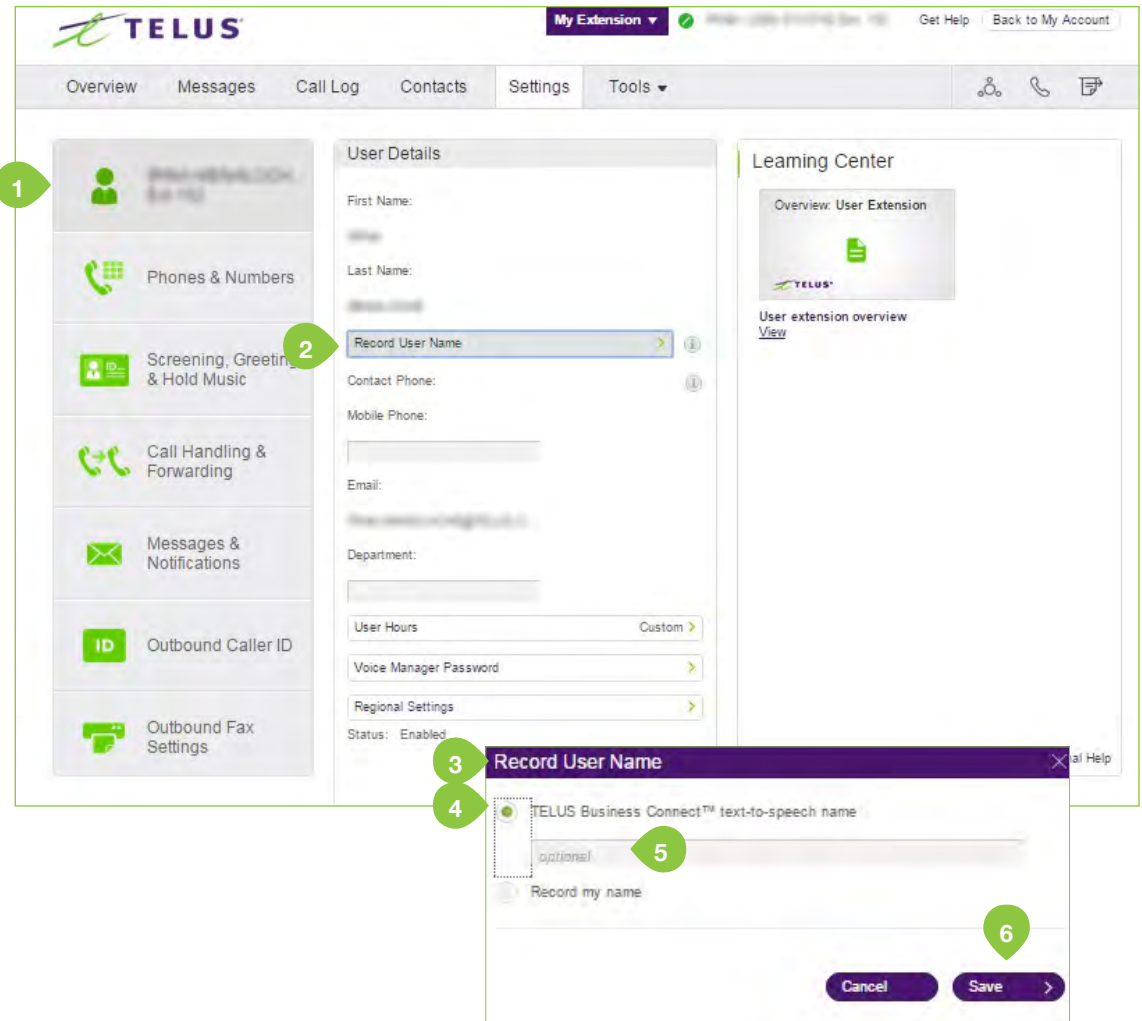 TELUS
My Extension
Get Help
Back to My Account
Overview
Messages
Call Log
Contacts
Settings
Tools
1
Phones & Numbers
Screening, Greeting
& Hold Music
Call Handling &
Forwarding
Messages &
Notifications
ID
Outbound Caller ID
Outbound Fax
Settings
User Details
First Name:
Last Name:
2
Record User Name
Contact Phone:
Mobile Phone:
Email:
Department:
User Hours Custom
Voice Manager Password
Regional Settings
Status: Enabled
Learning Center
Overview: User Extension
TELUS
User extension overview
View
al Help
3
Record User Name
4
TELUS Business Connect™ text-to-speech name
optional
5
Record my name
6
Cancel
Save